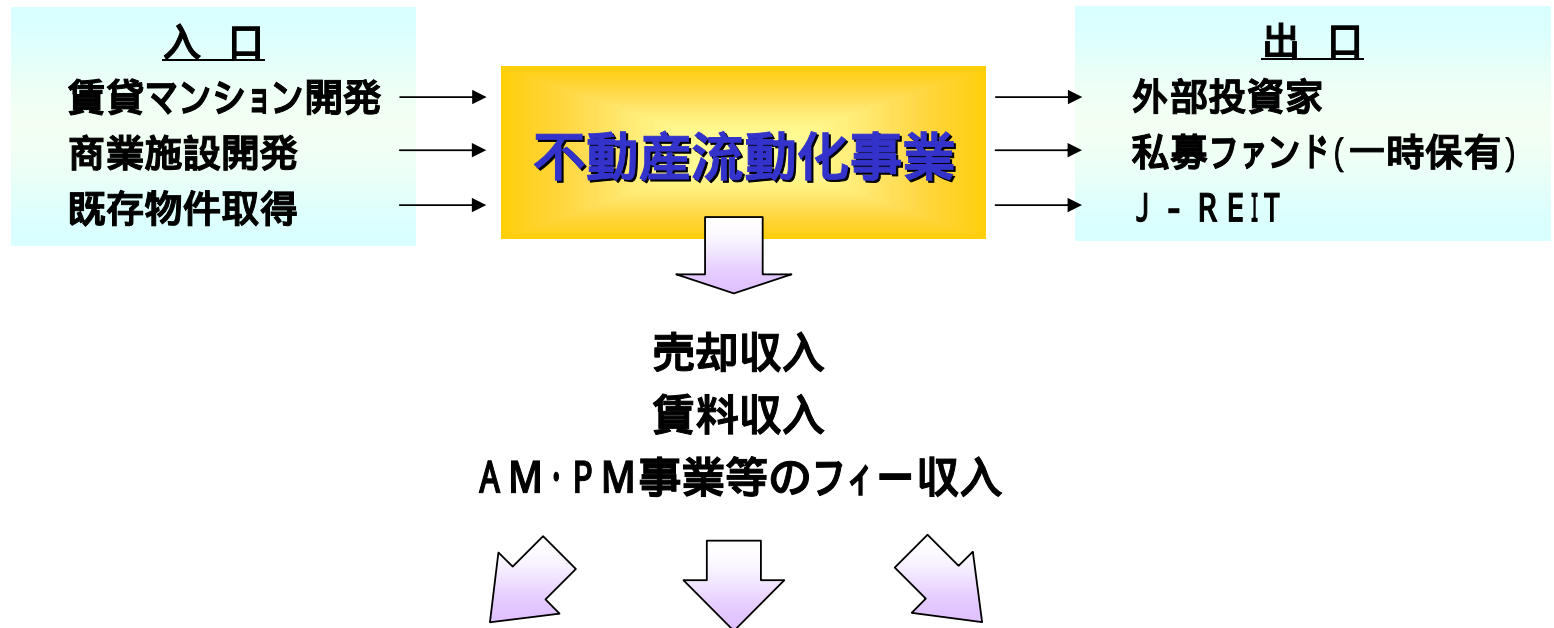 入　口
賃貸マンション開発
商業施設開発
既存物件取得
不動産流動化事業
出　口
外部投資家
私募ファンド(一時保有)
Ｊ－ＲＥＩＴ
売却収入
賃料収入
ＡＭ･ＰＭ事業等のフィー収入